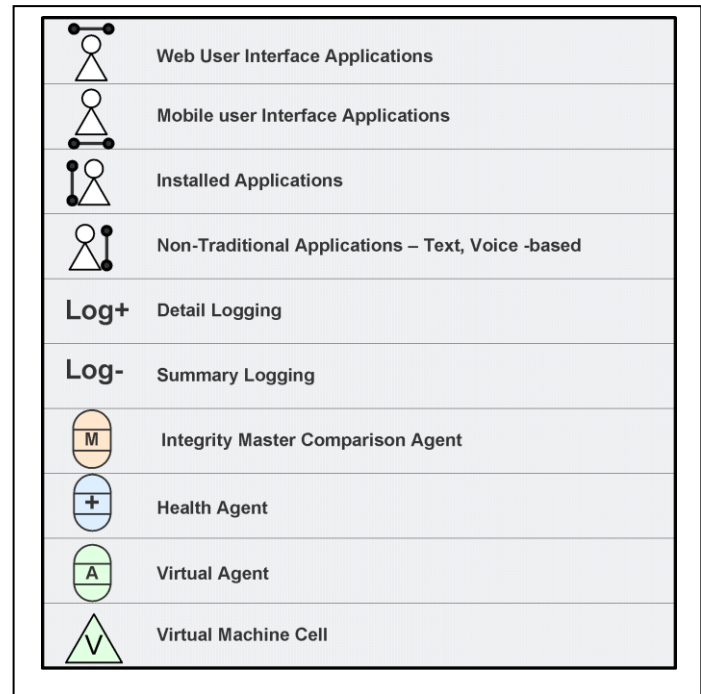 Web User Interface Applications
Mobile user Interface Applications
Installed Applications
Non-Traditional Applications – Text, Voice -based
Log+ Detail Logging
Log- Summary Logging
M Integrity Master Comparison Agent
+ Health Agent
A Virtual Agent
V Virtual Machine Cell